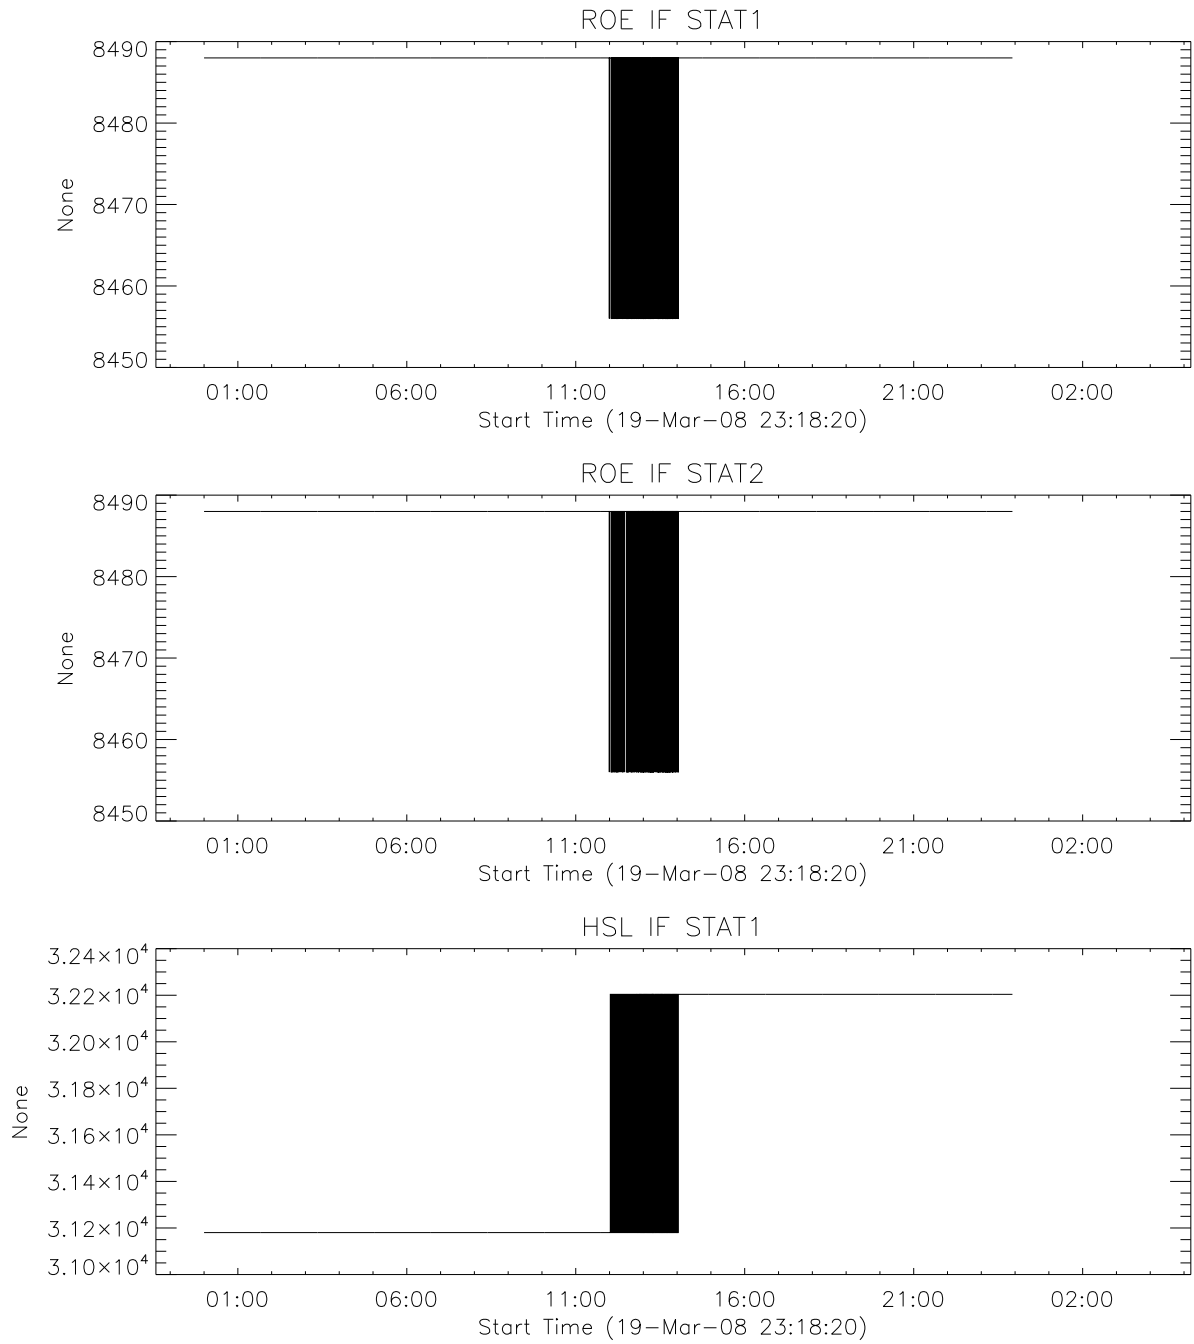 ROE IF STAT1
8490
8480
8470
8460
8450
None
01:00 06:00 11:00 16:00 21:00 02:00
Start Time (19-Mar-08 23:18:20)
ROE IF STAT2
8490
8480
8470
8460
8450
None
01:00 06:00 11:00 16:00 21:00 02:00
Start Time (19-Mar-08 23:18:20)
HSL IF STAT1
3.24×10⁴
3.22×10⁴
3.20×10⁴
3.18×10⁴
3.16×10⁴
3.14×10⁴
3.12×10⁴
3.10×10⁴
None
01:00 06:00 11:00 16:00 21:00 02:00
Start Time (19-Mar-08 23:18:20)